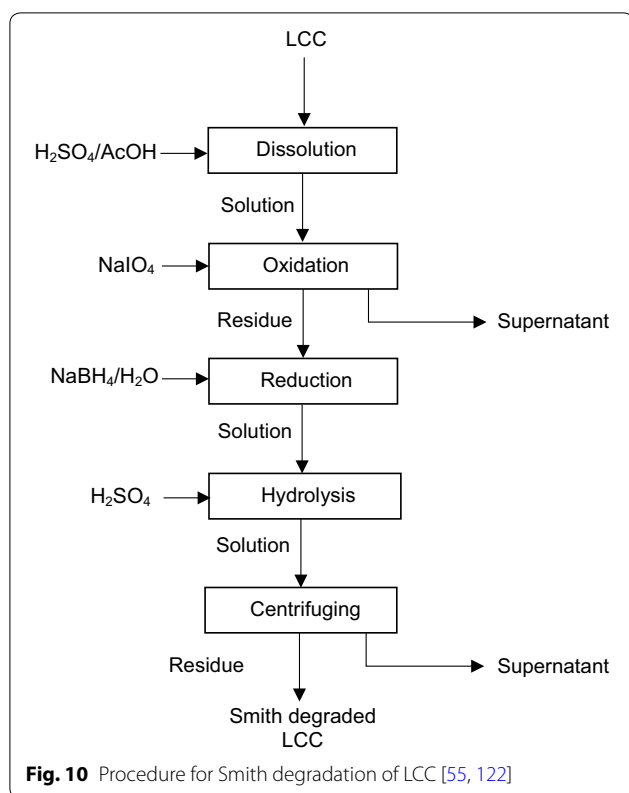 LCC
H₂SO₄/AcOH
Dissolution
Solution
NaIO₄
Oxidation
Residue
Supernatant
NaBH₄/H₂O
Reduction
Solution
H₂SO₄
Hydrolysis
Solution
Centrifuging
Residue
Supernatant
Smith degraded
LCC
Fig. 10 Procedure for Smith degradation of LCC [55, 122]